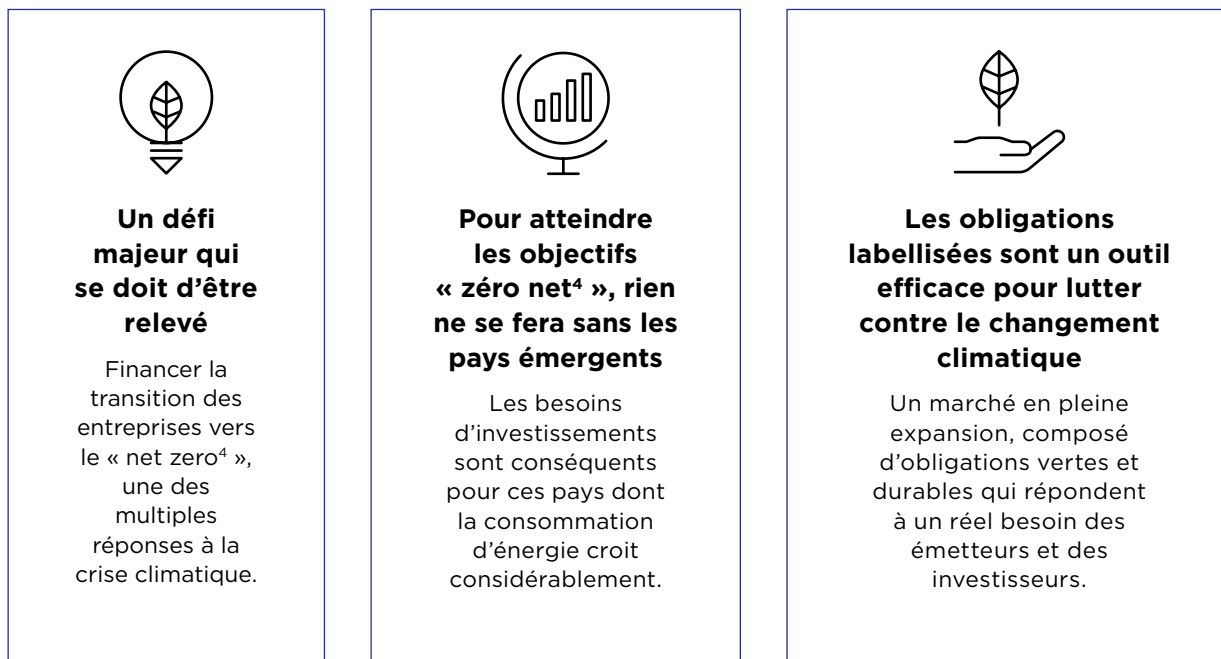 Un défi
majeur qui
se doit d’être
relevé
Financer la
transition des
entreprises vers
le « net zero⁴ »,
une des
multiples
réponses à la
crise climatique.
Pour atteindre
les objectifs
« zéro net⁴ », rien
ne se fera sans les
pays émergents
Les besoins
d’investissements
sont conséquents
pour ces pays dont
la consommation
d’énergie croit
considérablement.
Les obligations
labellisées sont un outil
efficace pour lutter
contre le changement
climatique
Un marché en pleine
expansion, composé
d’obligations vertes et
durables qui répondent
à un réel besoin des
émetteurs et des
investisseurs.